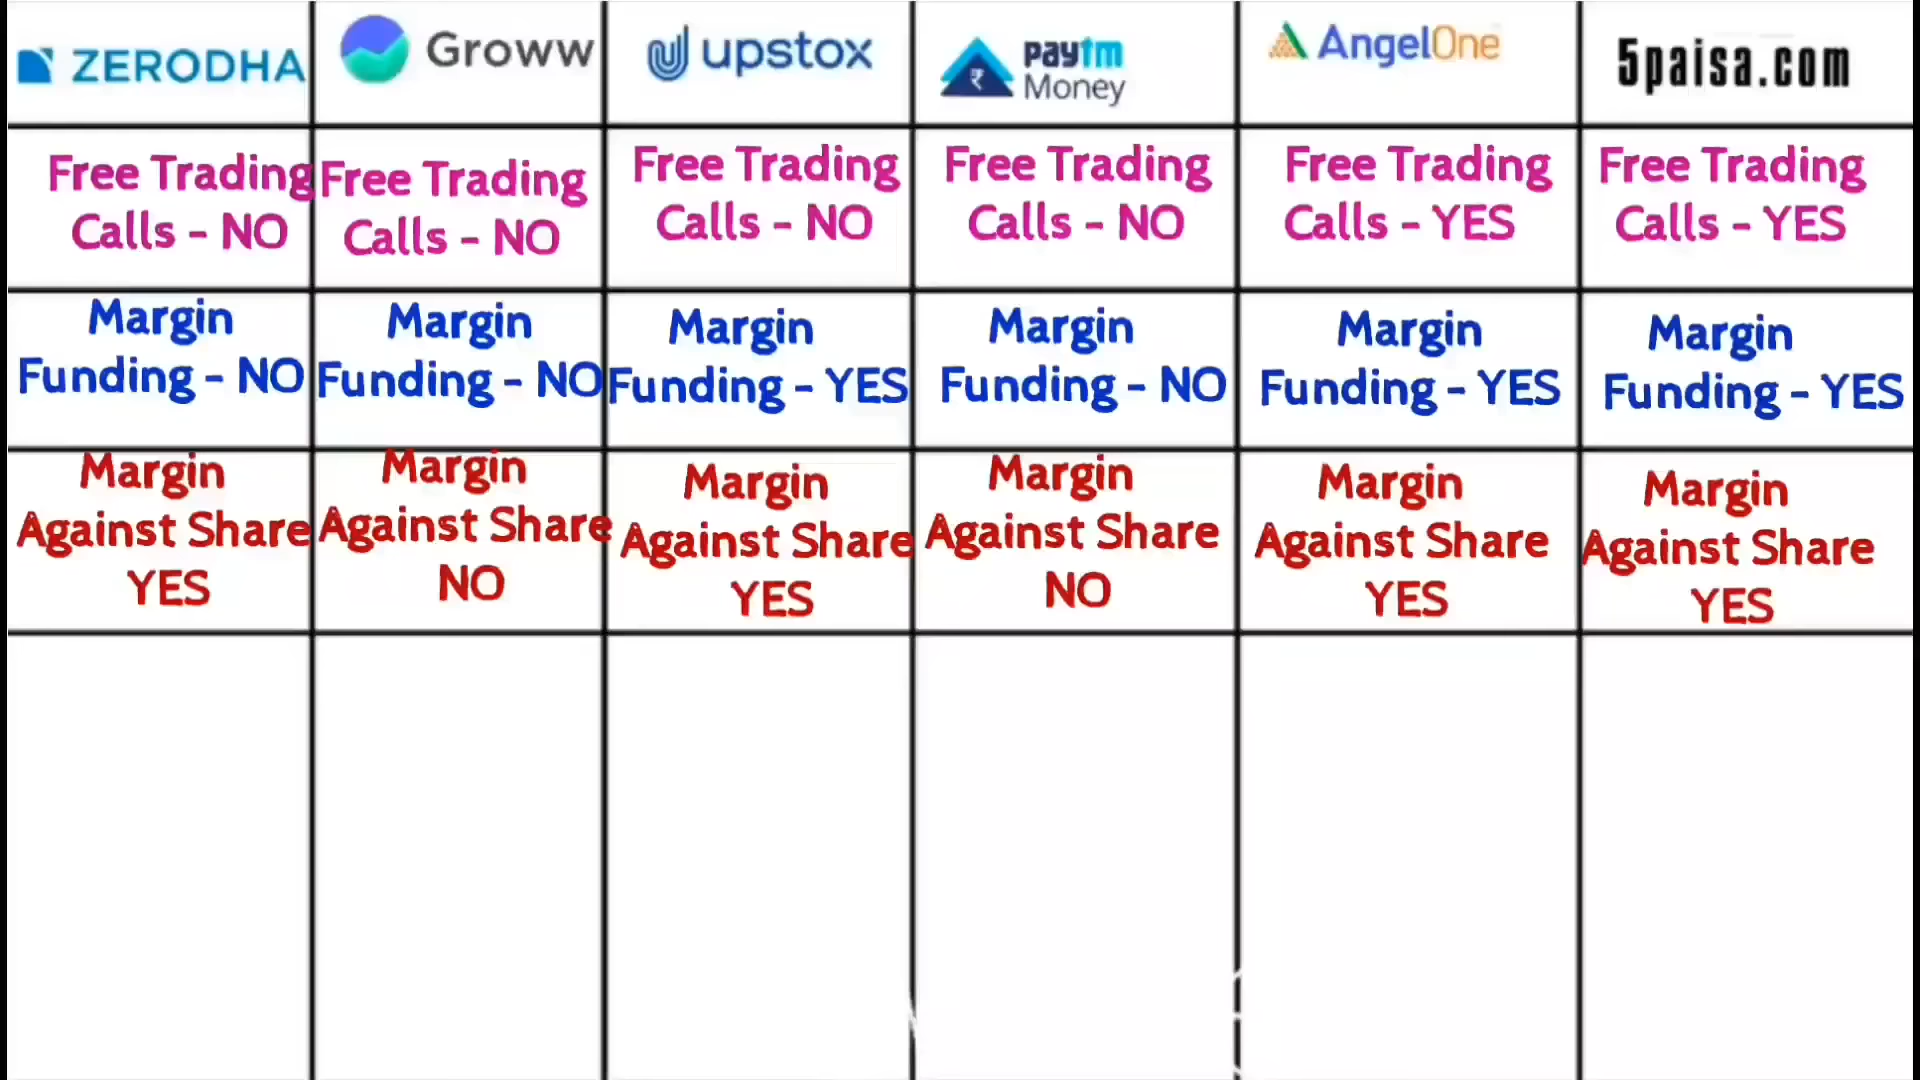 ZERODHA
Groww
upstox
paytm
Money
AngelOne
5paisa.com
Free Trading
Calls - NO
Free Trading
Calls - NO
Free Trading
Calls - NO
Free Trading
Calls - NO
Free Trading
Calls - YES
Free Trading
Calls - YES
Margin
Funding - NO
Margin
Funding - NO
Margin
Funding - YES
Margin
Funding - NO
Margin
Funding - YES
Margin
Funding - YES
Margin
Against Share
YES
Margin
Against Share
NO
Margin
Against Share
YES
Margin
Against Share
NO
Margin
Against Share
YES
Margin
Against Share
YES